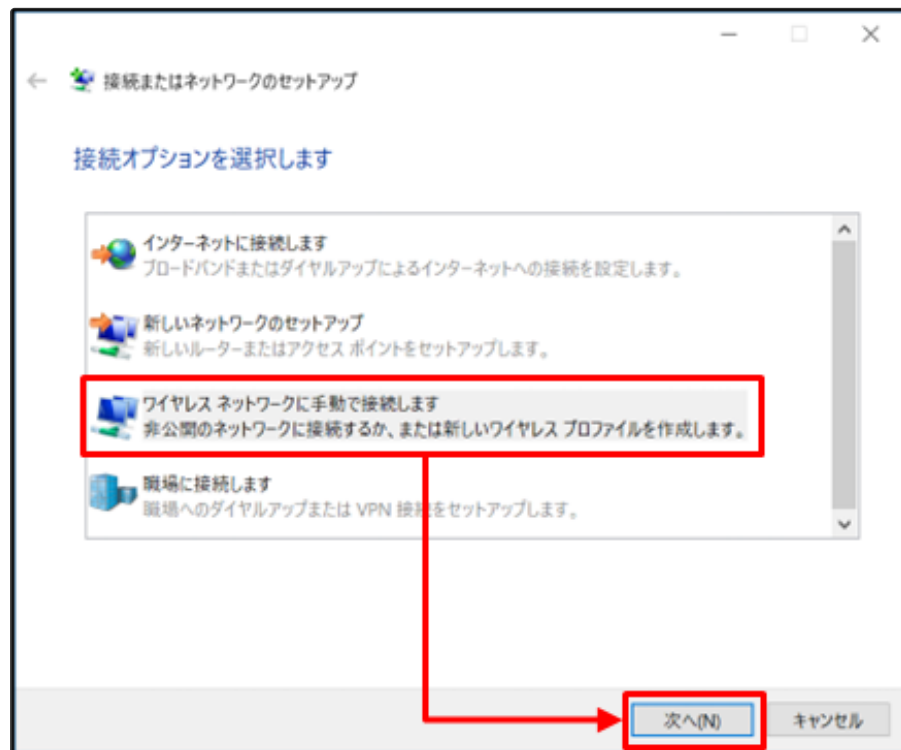 接続またはネットワークのセットアップ
接続オプションを選択します
インターネットに接続します
ブロードバンドまたはダイヤルアップによるインターネットへの接続を設定します。
新しいネットワークのセットアップ
新しいルーターまたはアクセス ポイントをセットアップします。
ワイヤレス ネットワークに手動で接続します
非公開のネットワークに接続するか、または新しいワイヤレス プロファイルを作成します。
職場に接続します
職場へのダイヤルアップまたは VPN 接続をセットアップします。
次へ(N)
キャンセル